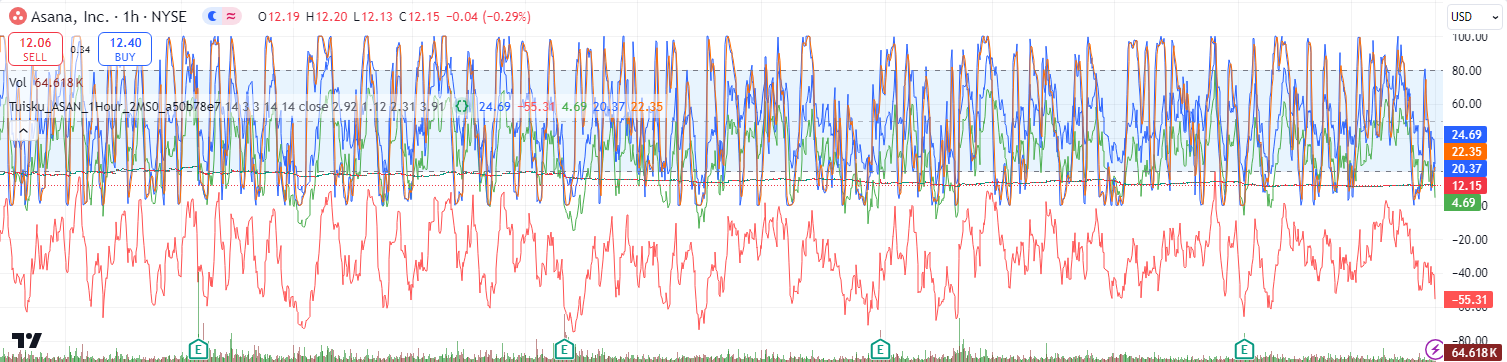 Asana, Inc. · 1h · NYSE O12.19 H12.20 L12.13 C12.15 −0.04 (−0.29%)
USD
12.06
SELL
0.34
12.40
BUY
Vol 64.618K
Tuisku_ASAN_1Hour_2MS0_a50b78e7 14 3 3 14 14 close 2.92 1.12 2.31 3.91 {} 24.69 −55.31 4.69 20.37 22.35
100.00
80.00
60.00
24.69
22.35
20.37
12.15
4.69
−20.00
−40.00
−55.31
−80.00
64.618K
E
E
E
E